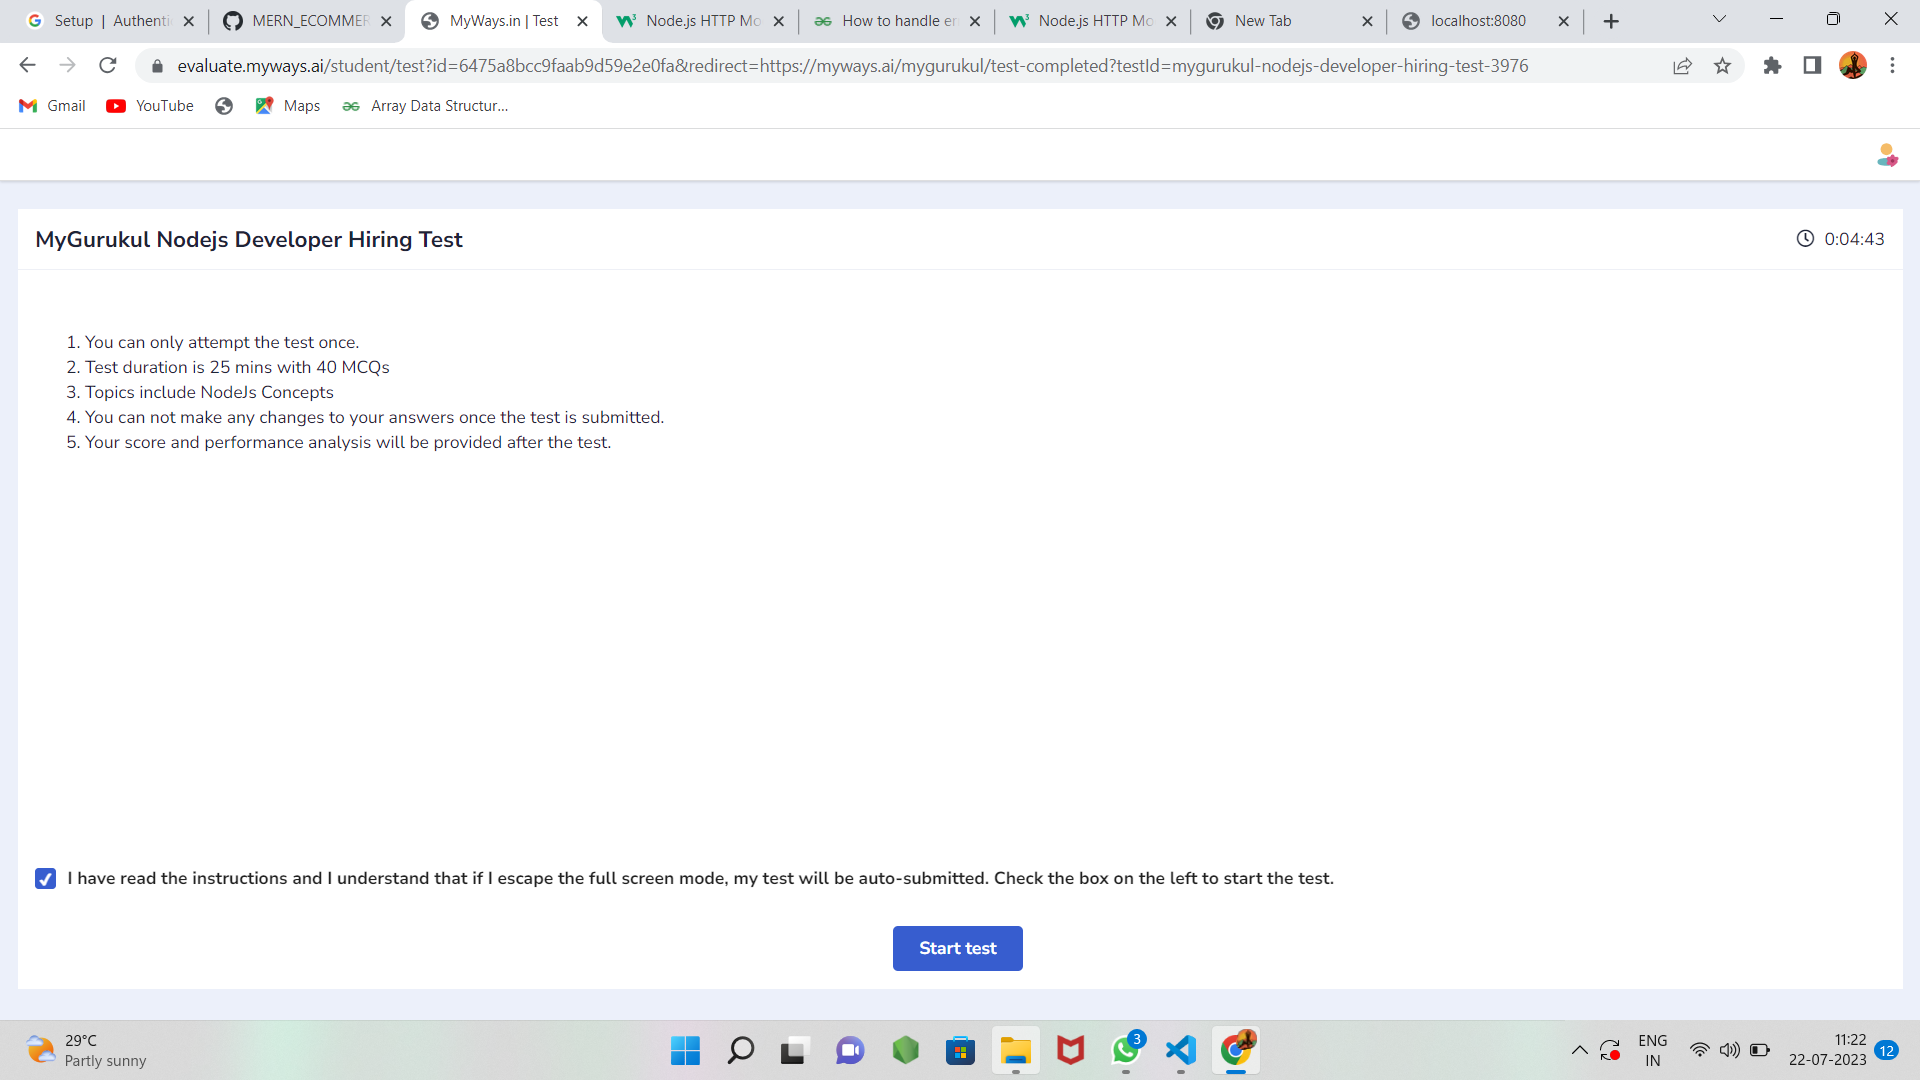 Setup | Authenti
MERN_ECOMMER
MyWays.in | Test
Node.js HTTP Mo
How to handle er
Node.js HTTP Mo
New Tab
localhost:8080
evaluate.myways.ai/student/test?id=6475a8bcc9faab9d59e2e0fa&redirect=https://myways.ai/mygurukul/test-completed?testId=mygurukul-nodejs-developer-hiring-test-3976
Gmail
YouTube
Maps
Array Data Structur...
MyGurukul Nodejs Developer Hiring Test
0:04:43
1. You can only attempt the test once.
2. Test duration is 25 mins with 40 MCQs
3. Topics include NodeJs Concepts
4. You can not make any changes to your answers once the test is submitted.
5. Your score and performance analysis will be provided after the test.
I have read the instructions and I understand that if I escape the full screen mode, my test will be auto-submitted. Check the box on the left to start the test.
Start test
29°C
Partly sunny
3
ENG
IN
11:22
22-07-2023
12